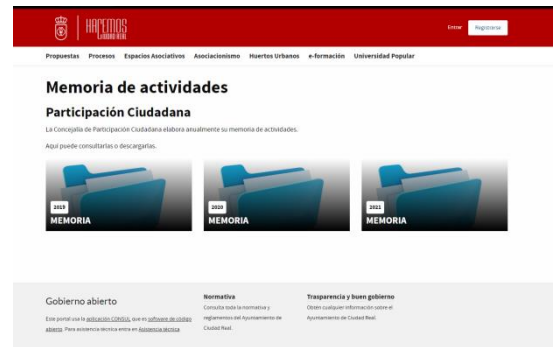 HACEMOS
CIUDAD REAL
Entrar
Registrarse
Propuestas Procesos Espacios Asociativos Asociacionismo Huertos Urbanos e-formación Universidad Popular
Memoria de actividades
Participación Ciudadana
La Concejalía de Participación Ciudadana elabora anualmente su memoria de actividades.
Aquí puede consultarlas o descargarlas.
2019
MEMORIA
2020
MEMORIA
2021
MEMORIA
Gobierno abierto
Este portal usa la aplicación CONSUL que es software de código
abierto. Para asistencia técnica entra en Asistencia técnica
Normativa
Consulta toda la normativa y
reglamentos del Ayuntamiento de
Ciudad Real.
Trasparencia y buen gobierno
Obtén cualquier información sobre el
Ayuntamiento de Ciudad Real.